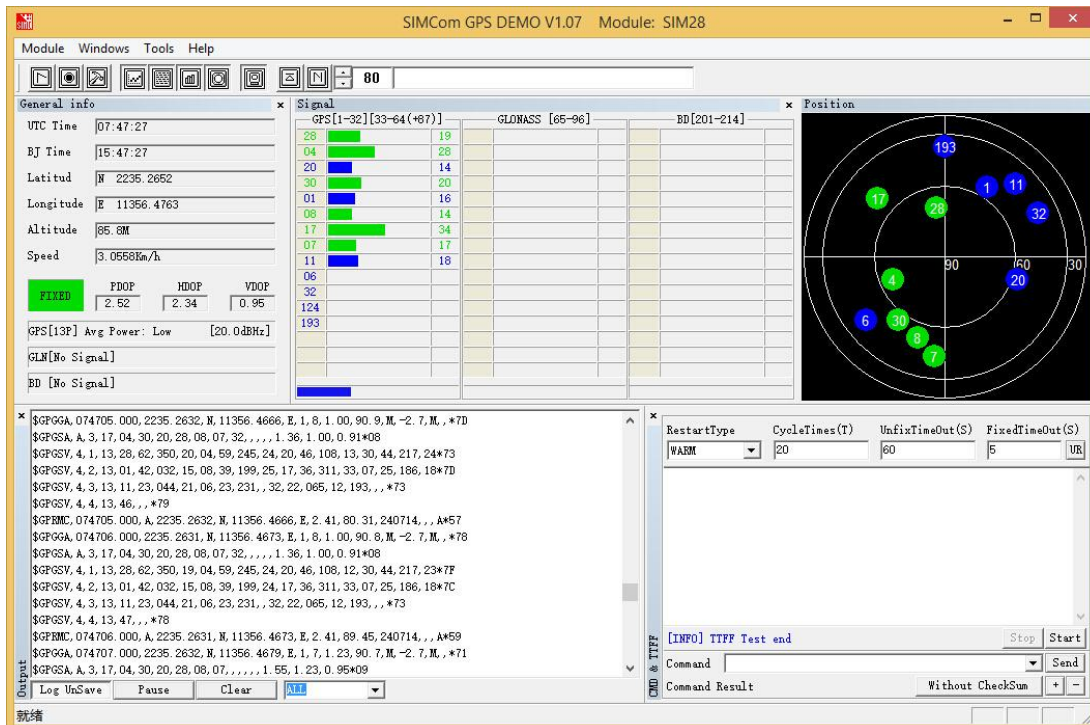 SIMCom GPS DEMO V1.07 Module: SIM28
Module Windows Tools Help
80
General info
UTC Time 07:47:27
BJ Time 15:47:27
Latitud N 2235.2652
Longitude E 11356.4763
Altitude 85.8M
Speed 3.0558Km/h
FIXED
PDOP HDOP VDOP
2.52 2.34 0.95
GPS[13P] Avg Power: Low [20.0dBHz]
GLN[No Signal]
BD [No Signal]
Signal
GPS[1-32][33-64(+87)] GLONASS [65-96] BD[201-214]
28 19
04 28
20 14
30 20
01 16
08 14
17 34
07 17
11 18
06
32
124
193
Position
193
1 11
17
28
32
90 60 30
4
20
6
30
8
7
$GPGGA,074705.000,2235.2632,N,11356.4666,E,1,8,1.00,90.9,M,-2.7,M,,*7D
$GPGSA,A,3,17,04,30,20,28,08,07,32,,,,,1.36,1.00,0.91*08
$GPGSV,4,1,13,28,62,350,20,04,59,245,24,20,46,108,13,30,44,217,24*73
$GPGSV,4,2,13,01,42,032,15,08,39,199,25,17,36,311,33,07,25,186,18*7D
$GPGSV,4,3,13,11,23,044,21,06,23,231,,32,22,065,12,193,,,*73
$GPGSV,4,4,13,46,,,*79
$GPRMC,074705.000,A,2235.2632,N,11356.4666,E,2.41,80.31,240714,,,A*57
$GPGGA,074706.000,2235.2631,N,11356.4673,E,1,8,1.00,90.8,M,-2.7,M,,*78
$GPGSA,A,3,17,04,30,20,28,08,07,32,,,,,1.36,1.00,0.91*08
$GPGSV,4,1,13,28,62,350,19,04,59,245,24,20,46,108,12,30,44,217,23*7F
$GPGSV,4,2,13,01,42,032,15,08,39,199,24,17,36,311,33,07,25,186,18*7C
$GPGSV,4,3,13,11,23,044,21,06,23,231,,32,22,065,12,193,,,*73
$GPGSV,4,4,13,47,,,*78
$GPRMC,074706.000,A,2235.2631,N,11356.4673,E,2.41,89.45,240714,,,A*59
$GPGGA,074707.000,2235.2632,N,11356.4679,E,1,7,1.23,90.7,M,-2.7,M,,*71
$GPGSA,A,3,17,04,30,20,28,08,07,,,,,,1.55,1.23,0.95*09
Output
Log UnSave Pause Clear ALL
RestartType CycleTimes(T) UnfixTimeOut(S) FixedTimeOut(S)
WARM 20 60 5 UR
[INFO] TTFF Test end Stop Start
Command Send
Command Result Without CheckSum + -
CMD & TTFF
就绪